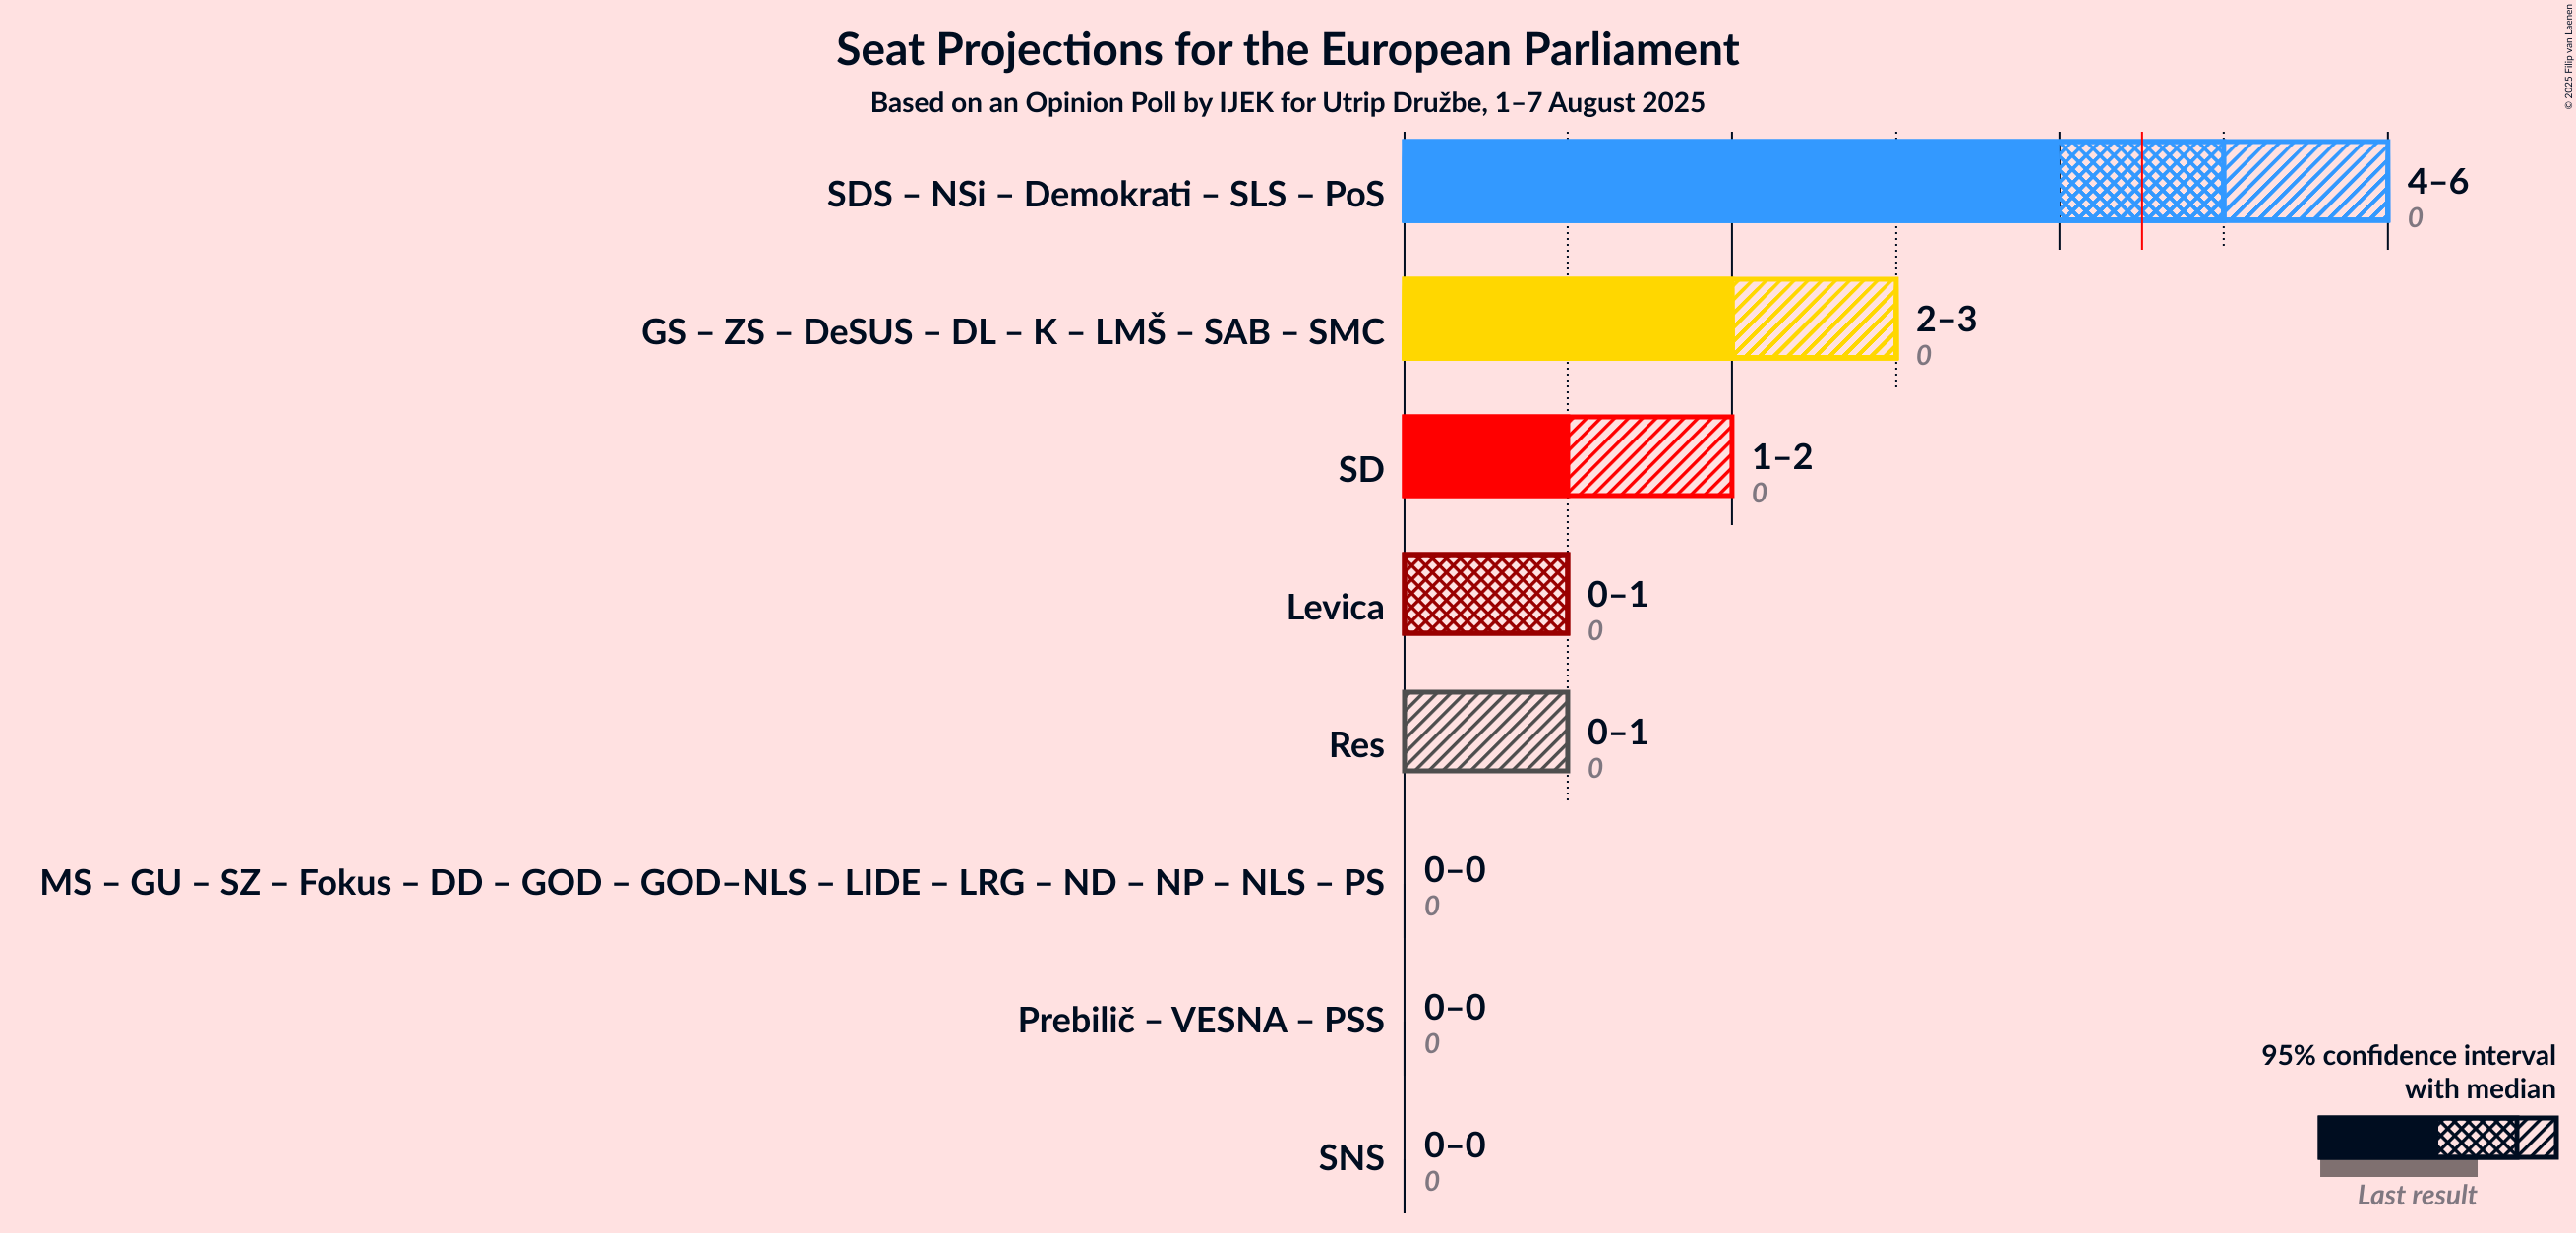 Seat Projections for the European Parliament
Based on an Opinion Poll by IJEK for Utrip Družbe, 1–7 August 2025
© 2025 Filip van Laenen
SDS – NSi – Demokrati – SLS – PoS
4–6
0
GS – ZS – DeSUS – DL – K – LMŠ – SAB – SMC
2–3
0
SD
1–2
0
Levica
0–1
0
Res
0–1
0
MS – GU – SZ – Fokus – DD – GOD – GOD–NLS – LIDE – LRG – ND – NP – NLS – PS
0–0
0
Prebilič – VESNA – PSS
0–0
0
SNS
0–0
0
95% confidence interval
with median
Last result